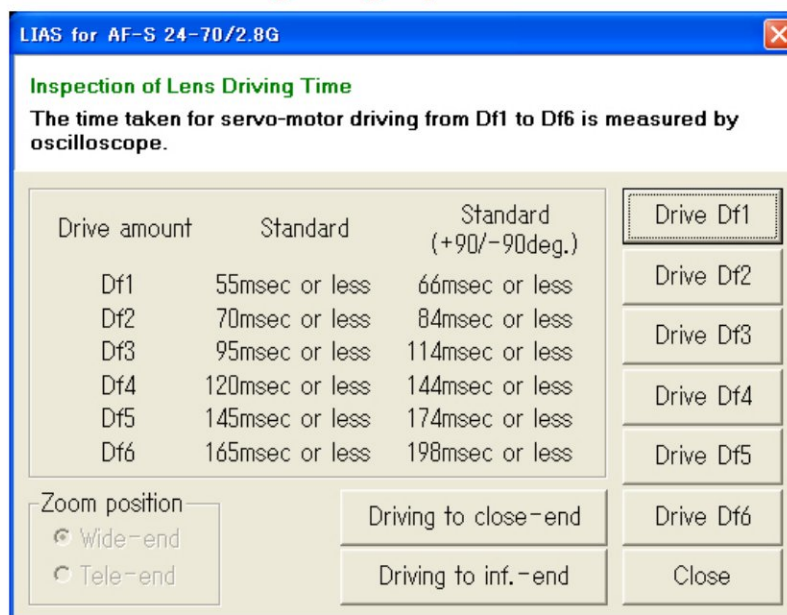 LIAS for AF-S 24-70/2.8G
Inspection of Lens Driving Time
The time taken for servo-motor driving from Df1 to Df6 is measured by
oscilloscope.
Drive amount Standard Standard
(+90/-90deg.)
Df1 55msec or less 66msec or less
Df2 70msec or less 84msec or less
Df3 95msec or less 114msec or less
Df4 120msec or less 144msec or less
Df5 145msec or less 174msec or less
Df6 165msec or less 198msec or less
Drive Df1
Drive Df2
Drive Df3
Drive Df4
Drive Df5
Drive Df6
Zoom position
Wide-end
Tele-end
Driving to close-end
Driving to inf.-end
Close